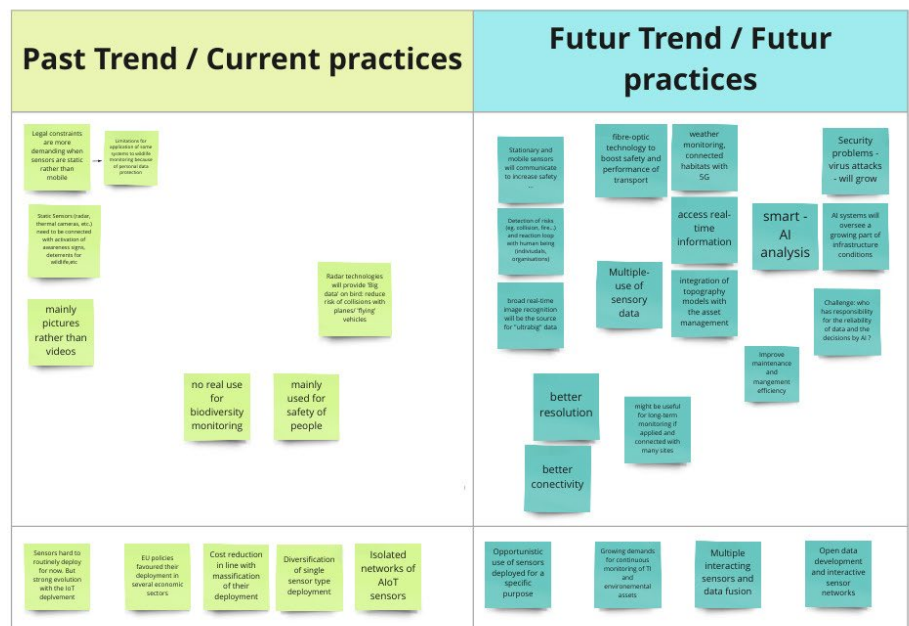 Past Trend / Current practices
Futur Trend / Futur
practices
Legal constraints
are more
demanding when
sensors are static
rather than
mobile
Limitations for
application of some
systems to wildlife
monitoring because
of personal data
protection
Static Sensors (radar,
thermal cameras, etc.)
need to be connected
with activation of
awareness signs,
deterrents for
wildlife,etc
mainly
pictures
rather than
videos
Radar technologies
will provide 'Big
data' on bird: reduce
risk of collisions with
planes/ 'flying'
vehicles
no real use
for
biodiversity
monitoring
mainly
used for
safety of
people
Stationary and
mobile sensors
will communicate
to increase safety
...
fibre-optic
technology to
boost safety and
performance of
transport
weather
monitoring,
connected
habitats with
5G
Security
problems -
virus attacks
- will grow
Detection of risks
(eg. collision, fire,..)
and reaction loop
with human being
(individuals,
organisations)
access real-
time
information
smart -
AI
analysis
AI systems will
oversee a
growing part of
infrastructure
conditions
broad real-time
image recognition
will be the source
for "ultrabig" data
Multiple-
use of
sensory
data
integration of
topography
models with
the asset
management
Challenge: who
has responsibility
for the reliability
of data and the
decisions by AI ?
Improve
maintenance
and
mangement
efficiency
better
resolution
might be useful
for long-term
monitoring if
applied and
connected with
many sites
better
conectivity
Sensors hard to
routinely deploy
for now. But
strong evolution
with the IoT
deplvement
EU policies
favoured their
deployment in
several economic
sectors
Cost reduction
in line with
massification
of their
deployment
Diversification
of single
sensor type
deployment
Isolated
networks of
AIoT
sensors
Opportunistic
use of sensors
deployed for a
specific
purpose
Growing demands
for continuous
monitoring of TI
and
environemental
assets
Multiple
interacting
sensors and
data fusion
Open data
development
and interactive
sensor
networks